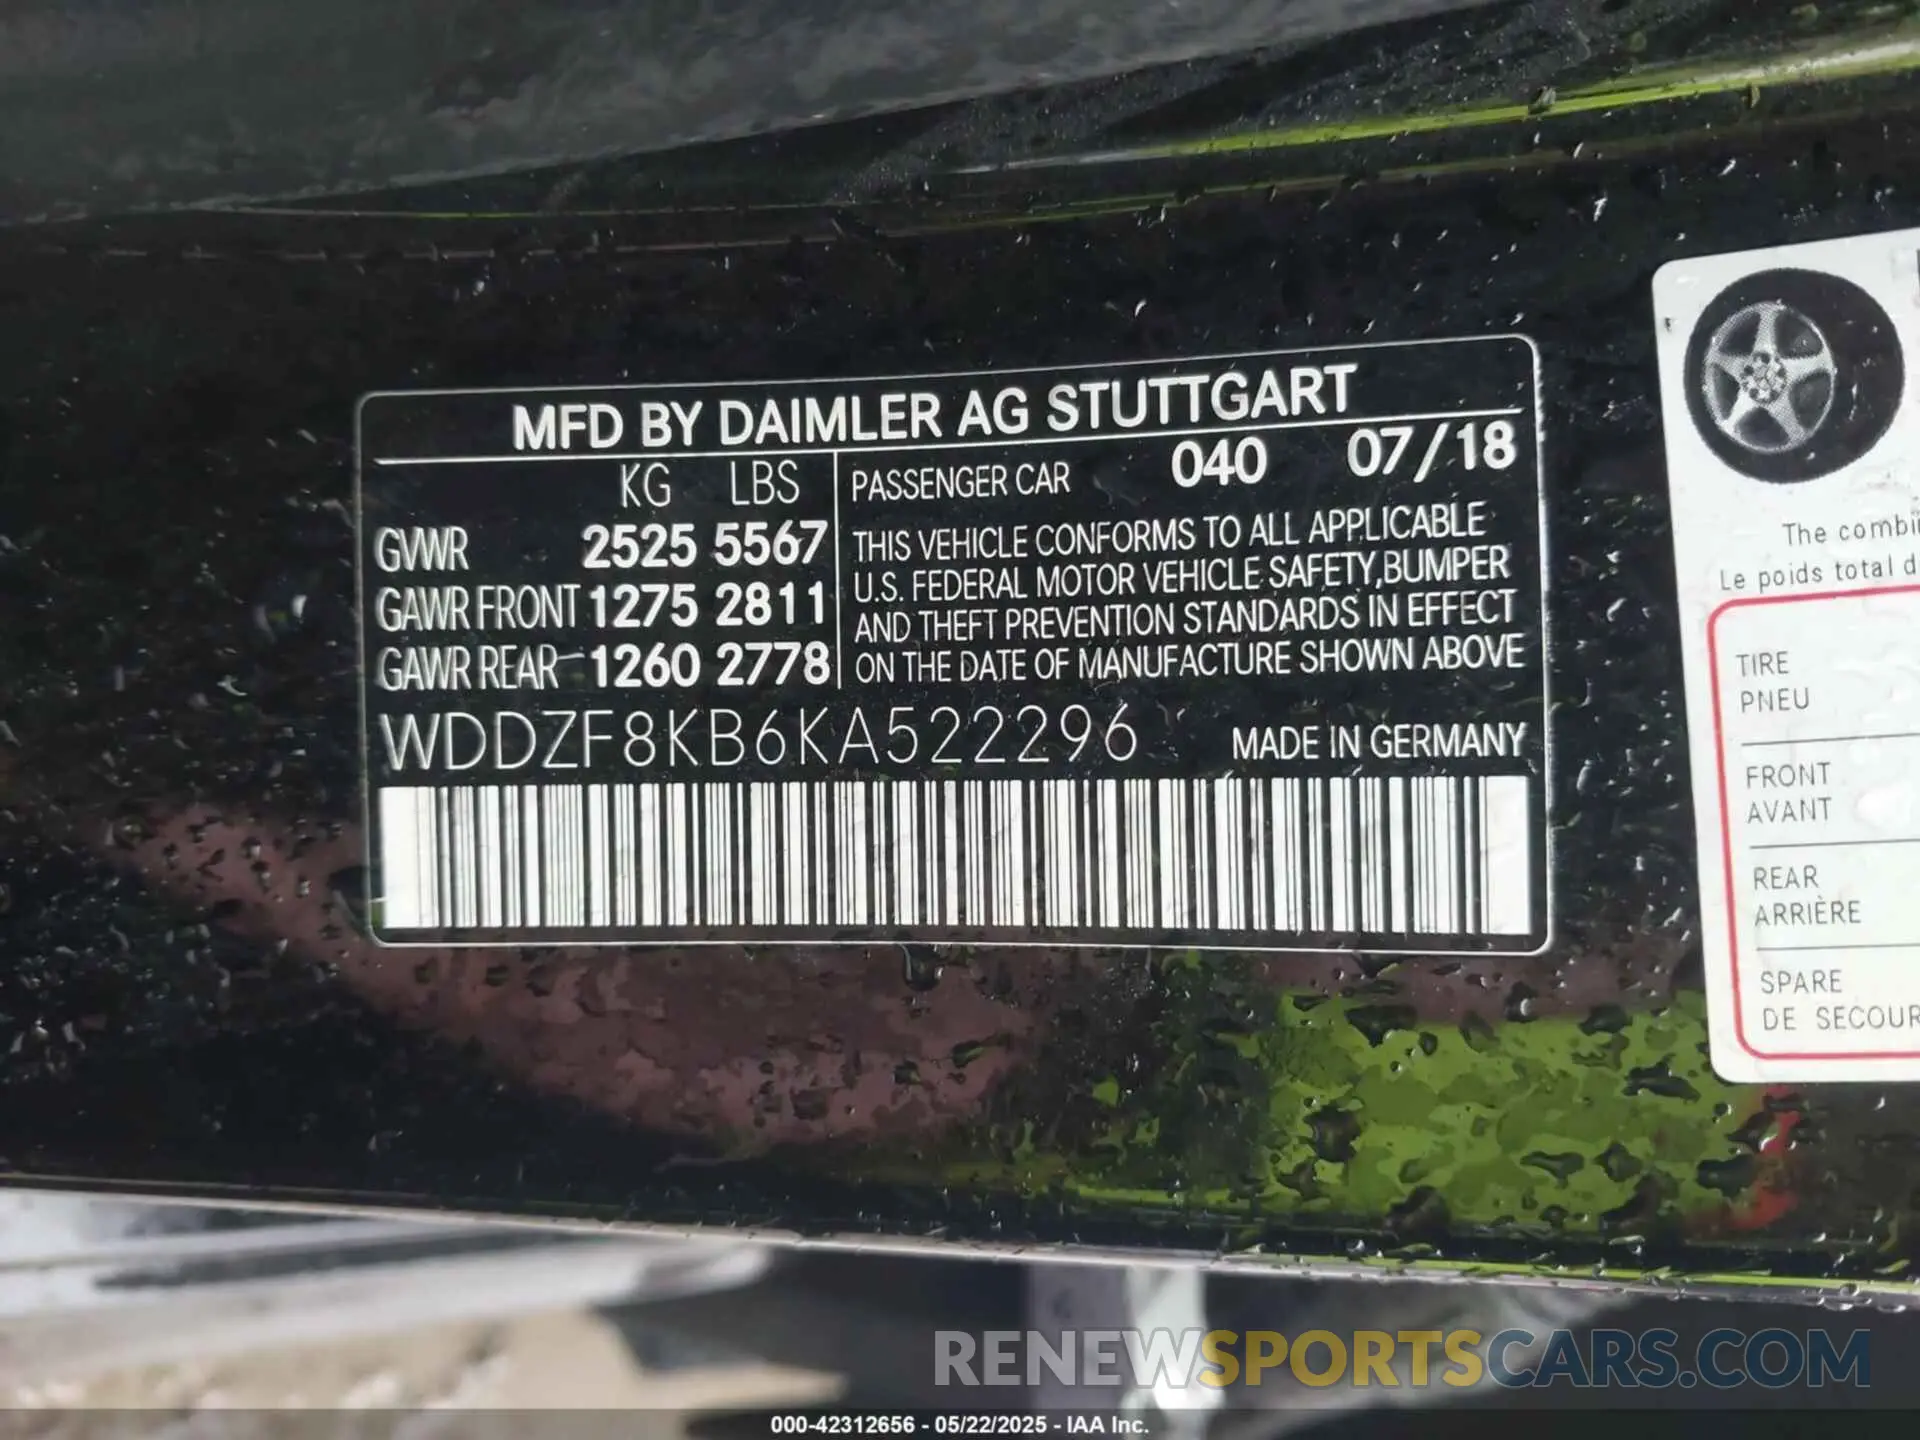 MFD BY DAIMLER AG STUTTGART
KG LBS
GVWR 2525 5567
GAWR FRONT 1275 2811
GAWR REAR 1260 2778
PASSENGER CAR 040 07/18
THIS VEHICLE CONFORMS TO ALL APPLICABLE
U.S. FEDERAL MOTOR VEHICLE SAFETY,BUMPER
AND THEFT PREVENTION STANDARDS IN EFFECT
ON THE DATE OF MANUFACTURE SHOWN ABOVE
WDDZF8KB6KA522296 MADE IN GERMANY
The combi
Le poids total d
TIRE
PNEU
FRONT
AVANT
REAR
ARRIÈRE
SPARE
DE SECOUR
RENEWSPORTSCARS.COM
000-42312656 - 05/22/2025 - IAA Inc.